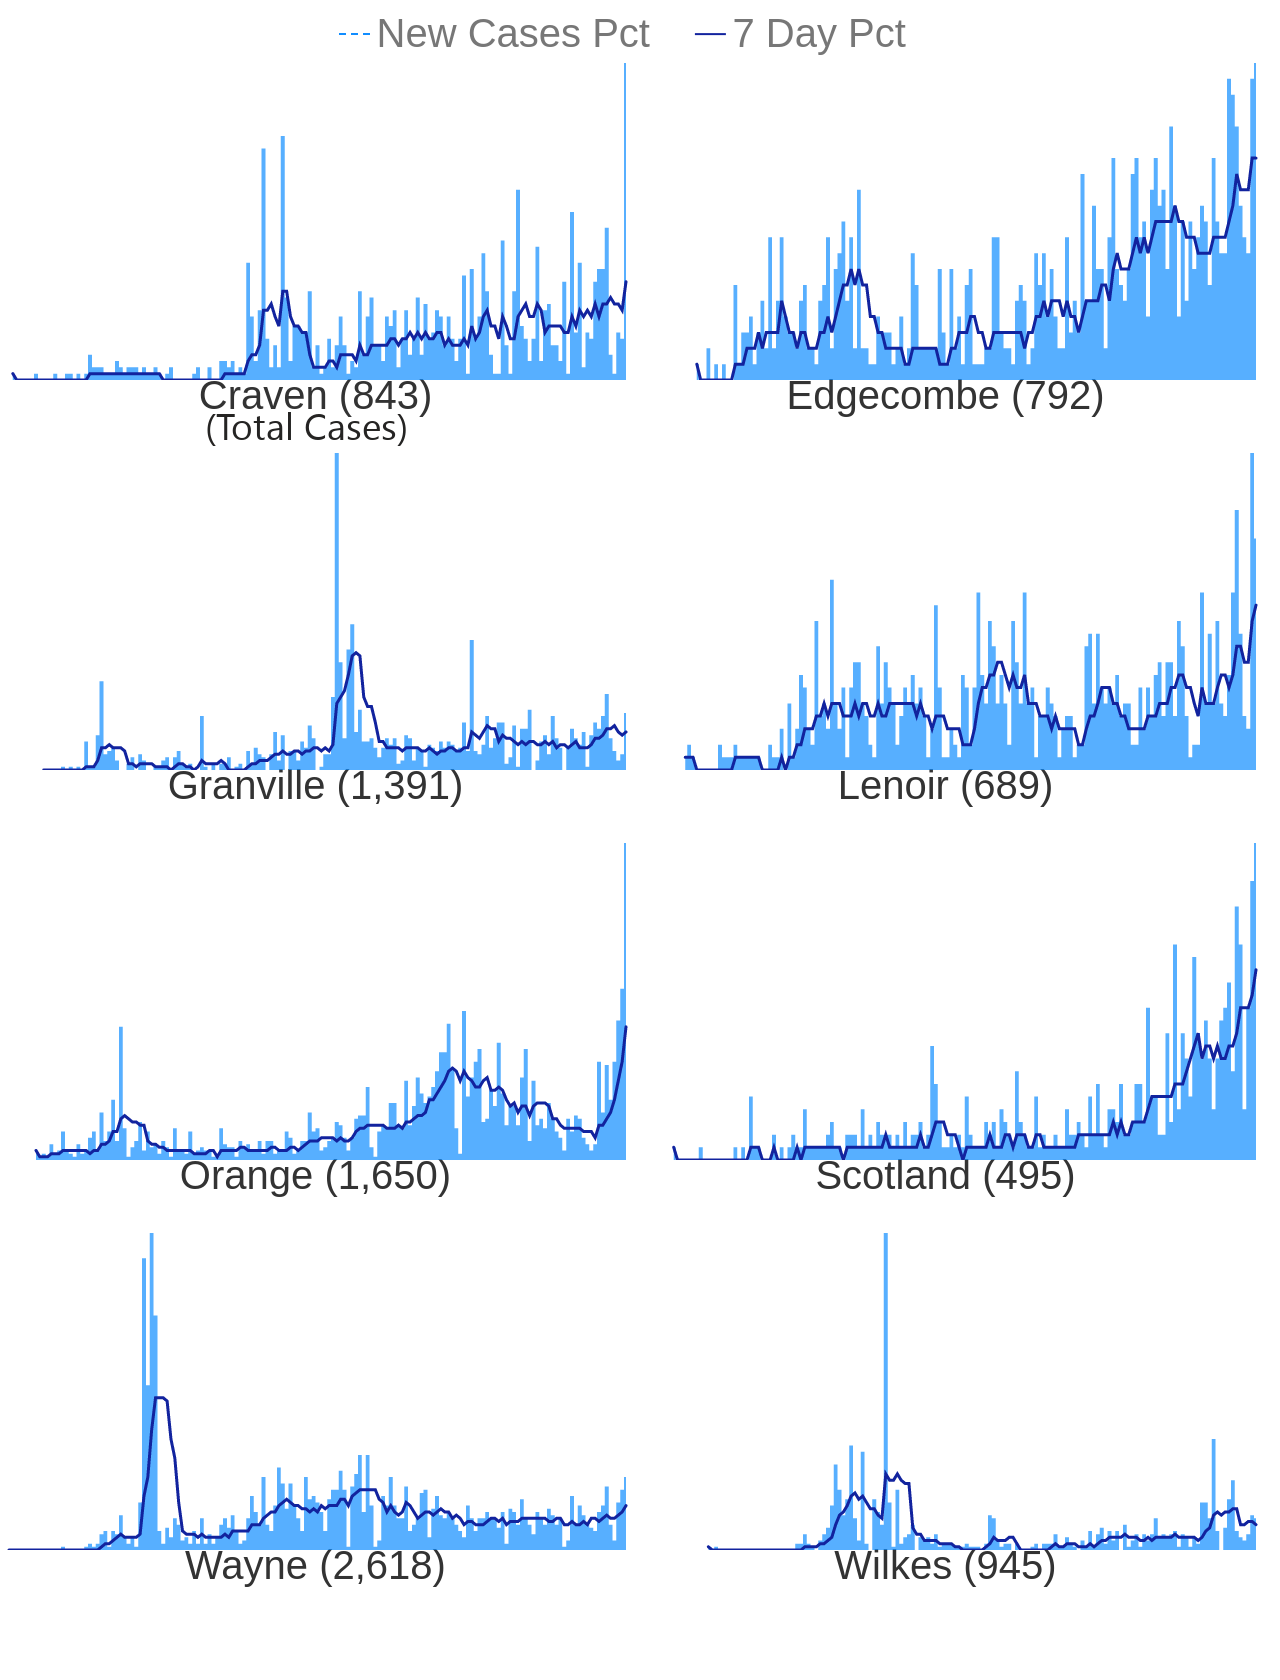 New Cases Pct 7 Day Pct
Craven (843) Edgecombe (792)
(Total Cases)
Granville (1,391) Lenoir (689)
Orange (1,650) Scotland (495)
Wayne (2,618) Wilkes (945)